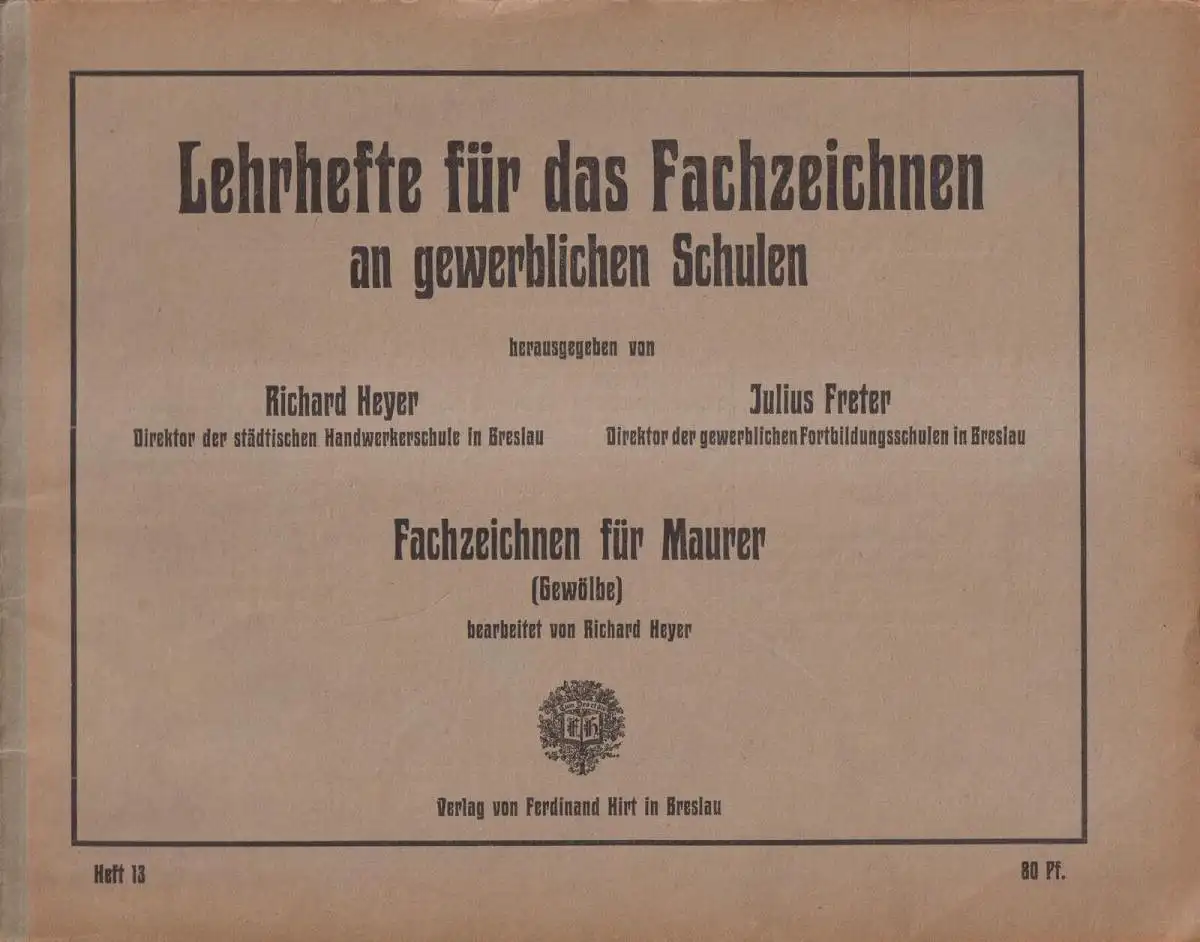 Lehrhefte für das Fachzeichnen
an gewerblichen Schulen
herausgegeben von
Richard Heyer
Direktor der städtischen Handwerkerschule in Breslau
Julius Freter
Direktor der gewerblichen Fortbildungsschulen in Breslau
Fachzeichnen für Maurer
(Gewölbe)
bearbeitet von Richard Heyer
F. H.
Verlag von Ferdinand Hirt in Breslau
Heft 13
80 Pf.